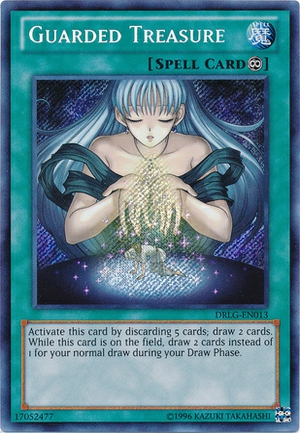 GUARDED TREASURE
魔
[SPELL CARD∞]
DRLG-EN013
Activate this card by discarding 5 cards; draw 2 cards.
While this card is on the field, draw 2 cards instead of
1 for your normal draw during your Draw Phase.
17052477
©1996 KAZUKI TAKAHASHI